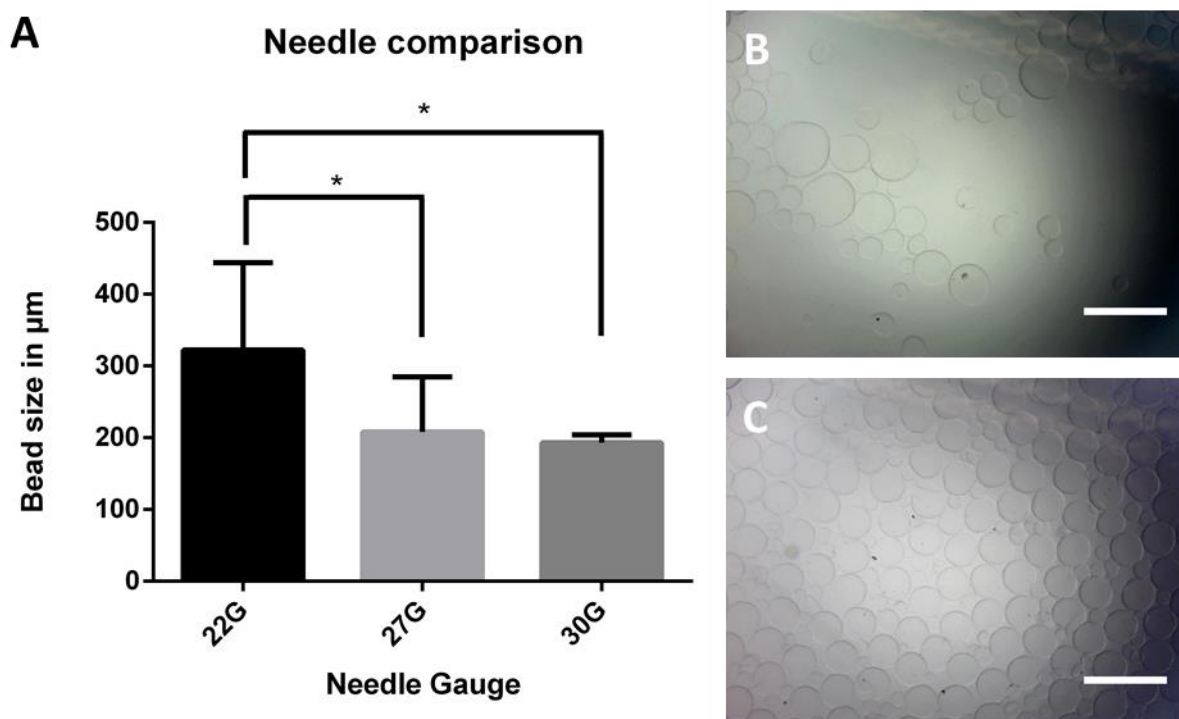 A
Needle comparison
*
*
Bead size in µm
500
400
300
200
100
0
22G
27G
30G
Needle Gauge
B
C